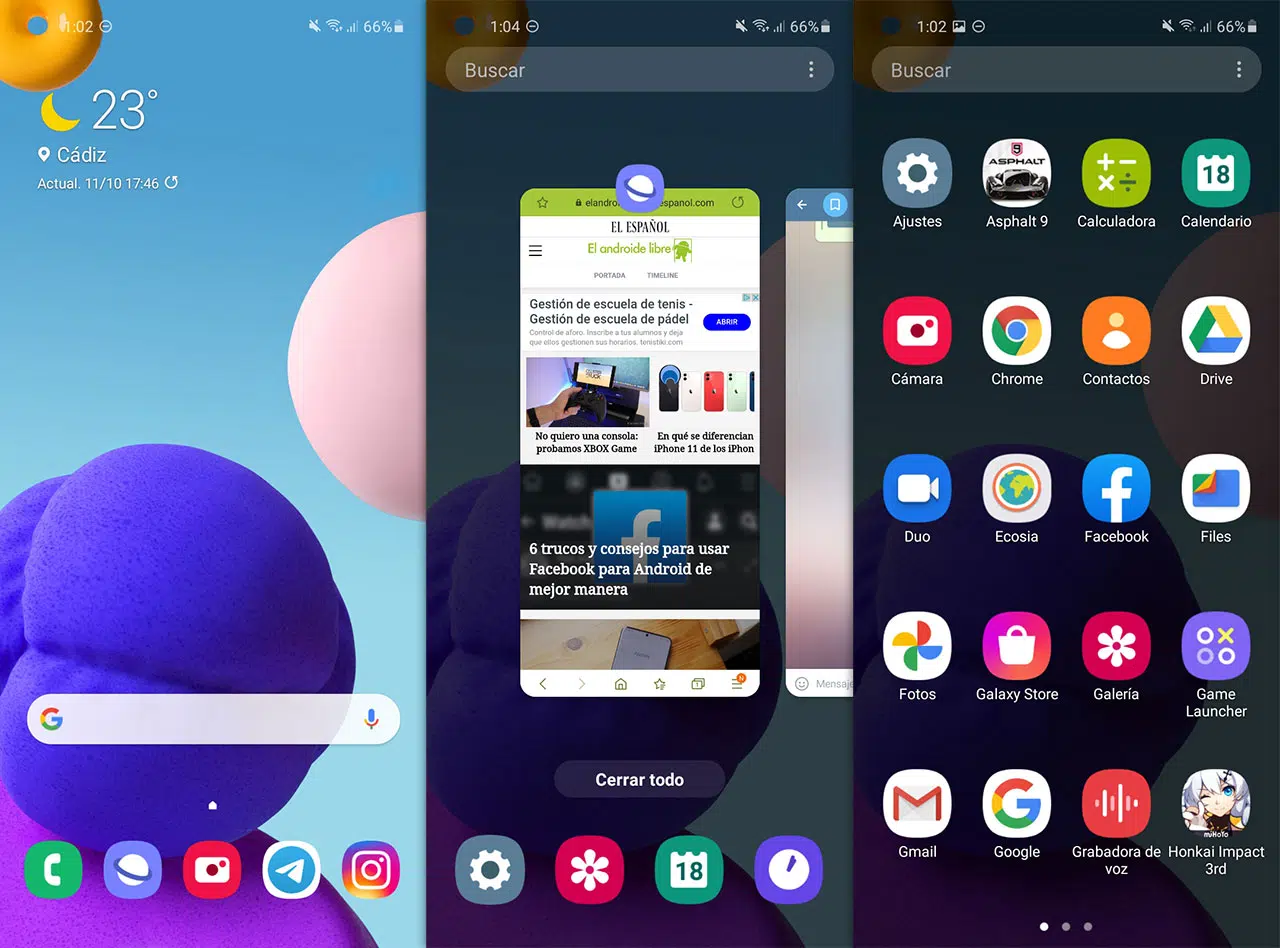 1:02
66%
23°
Cádiz
Actual. 11/10 17:46
1:04
66%
Buscar
espanol.com
EL ESPAÑOL
El androide libre
PORTADA TIMELINE
Gestión de escuela de tenis -
Gestión de escuela de pádel
Control de aforo. Inscribe a tus alumnos y deja
que ellos gestionen sus horarios. tenistiki.com
ABRIR
No quiero una consola:
probamos XBOX Game
En qué se diferencian
iPhone 11 de los iPhon
Watch
6 trucos y consejos para usar
Facebook para Android de
mejor manera
N
Mensaje
Cerrar todo
18
1:02
66%
Buscar
9
ASPHALT
18
Ajustes
Asphalt 9
Calculadora
Calendario
Cámara
Chrome
Contactos
Drive
Duo
Ecosia
Facebook
Files
Fotos
Galaxy Store
Galería
Game
Launcher
miHoYo
Gmail
Google
Grabadora de
voz
Honkai Impact
3rd